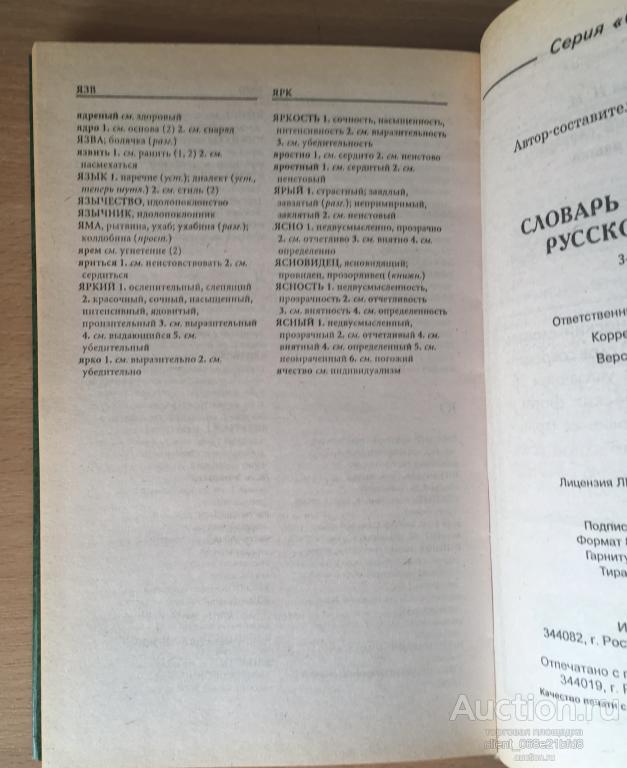 ЯЗВ
ядреный см. здоровый
ядро 1. см. основа (2) 2. см. снаряд
ЯЗВА; болячка (разг.)
язвить 1. см. ранить (1, 2) 2. см.
насмехаться
ЯЗЫК 1. наречие (уст.); диалект (уст.,
теперь шутл.) 2. см. стиль (2)
ЯЗЫЧЕСТВО, идолопоклонство
ЯЗЫЧНИК, идолопоклонник
ЯМА, рытвина, ухаб; ухабина (разг.);
колдобина (прост.)
ярем см. угнетение (2)
яриться 1. см. неистовствовать 2. см.
сердиться
ЯРКИЙ 1. ослепительный, слепящий
2. красочный, сочный, насыщенный,
интенсивный, ядовитый,
пронзительный 3. см. выразительный
4. см. выдающийся 5. см.
убедительный
ярко 1. см. выразительно 2. см.
убедительно
ЯРК
ЯРКОСТЬ 1. сочность, насыщенность,
интенсивность 2. см. выразительность
3. см. убедительность
яростно 1. см. сердито 2. см. неистово
яростный 1. см. сердитый 2. см.
неистовый
ЯРЫЙ 1. страстный; заядлый,
завзятый (разг.); непримиримый,
заклятый 2. см. неистовый
ЯСНО 1. недвусмысленно, прозрачно
2. см. отчетливо 3. см. внятно 4. см.
определенно
ЯСНОВИДЕЦ, ясновидящий;
провидец, прозорливец (книжн.)
ЯСНОСТЬ 1. недвусмысленность,
прозрачность 2. см. отчетливость
3. см. внятность 4. см. определенность
ЯСНЫЙ 1. недвусмысленный,
прозрачный 2. см. отчетливый 4. см.
внятный 4. см. определенный 5. см.
неомраченный 6. см. погожий
ячество см. индивидуализм
Серия «
Автор-составител
СЛОВАРЬ
РУССКО
Ответственн
Корре
Верс
Лицензия Л
Подпис
Формат
Гарниту
Тира
И
344082, г. Рос
Отпечатано с г
344019, г. Р
Качество печати с
Auction.ru
торговая площадка
client_068e21bfd8
auction.ru